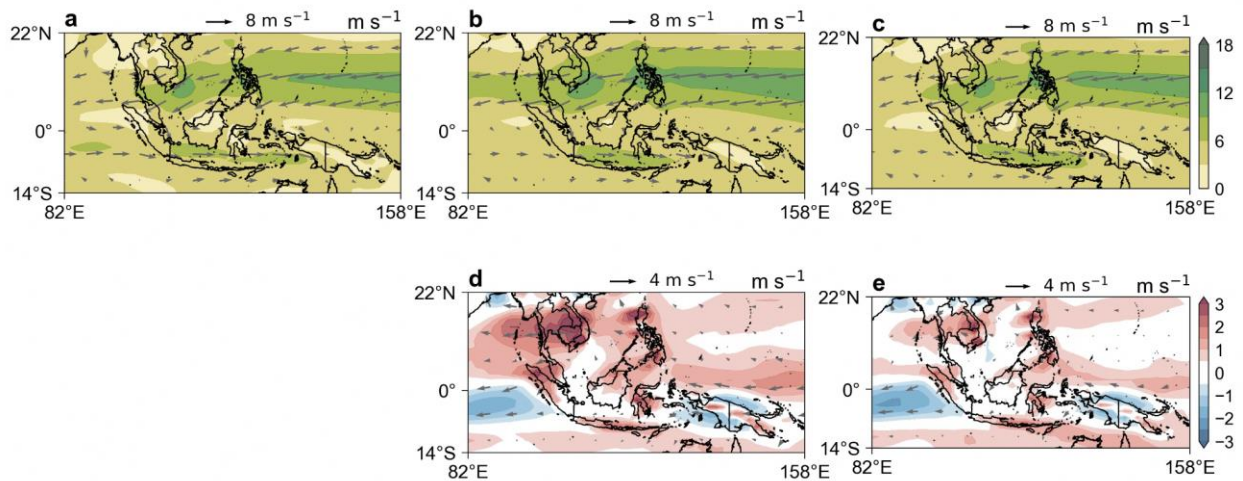 a → 8 m s⁻¹ m s⁻¹
22°N
0°
14°S
82°E 158°E
b → 8 m s⁻¹ m s⁻¹
22°N
0°
14°S
82°E 158°E
c → 8 m s⁻¹ m s⁻¹
22°N
0°
14°S
82°E 158°E
18
12
6
0
d → 4 m s⁻¹ m s⁻¹
22°N
0°
14°S
82°E 158°E
e → 4 m s⁻¹ m s⁻¹
22°N
0°
14°S
82°E 158°E
3
2
1
0
−1
−2
−3